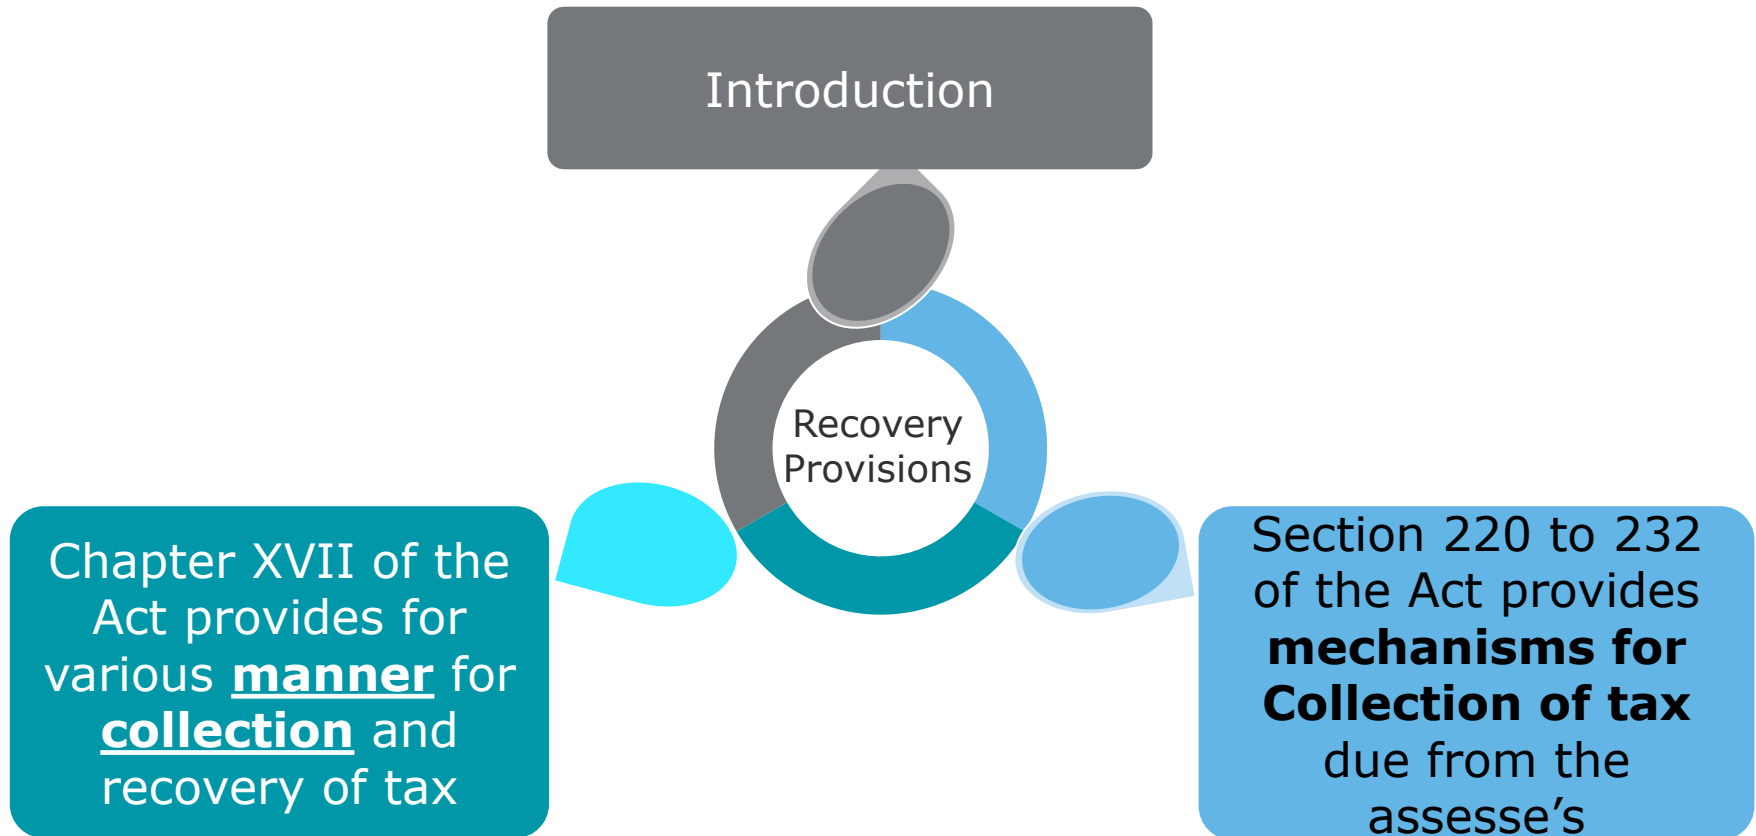 Introduction
Recovery
Provisions
Chapter XVII of the
Act provides for
various manner for
collection and
recovery of tax
Section 220 to 232
of the Act provides
mechanisms for
Collection of tax
due from the
assesse’s